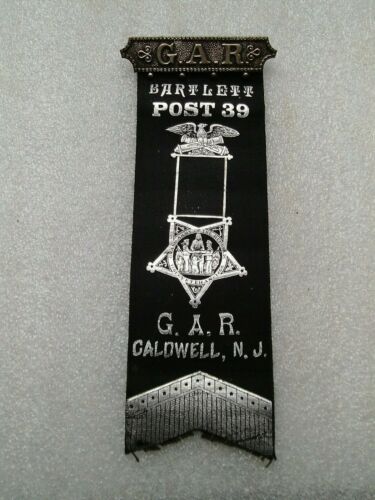 G.A.R
BARTLETT
POST 39
G. A. R.
CALDWELL, N. J.